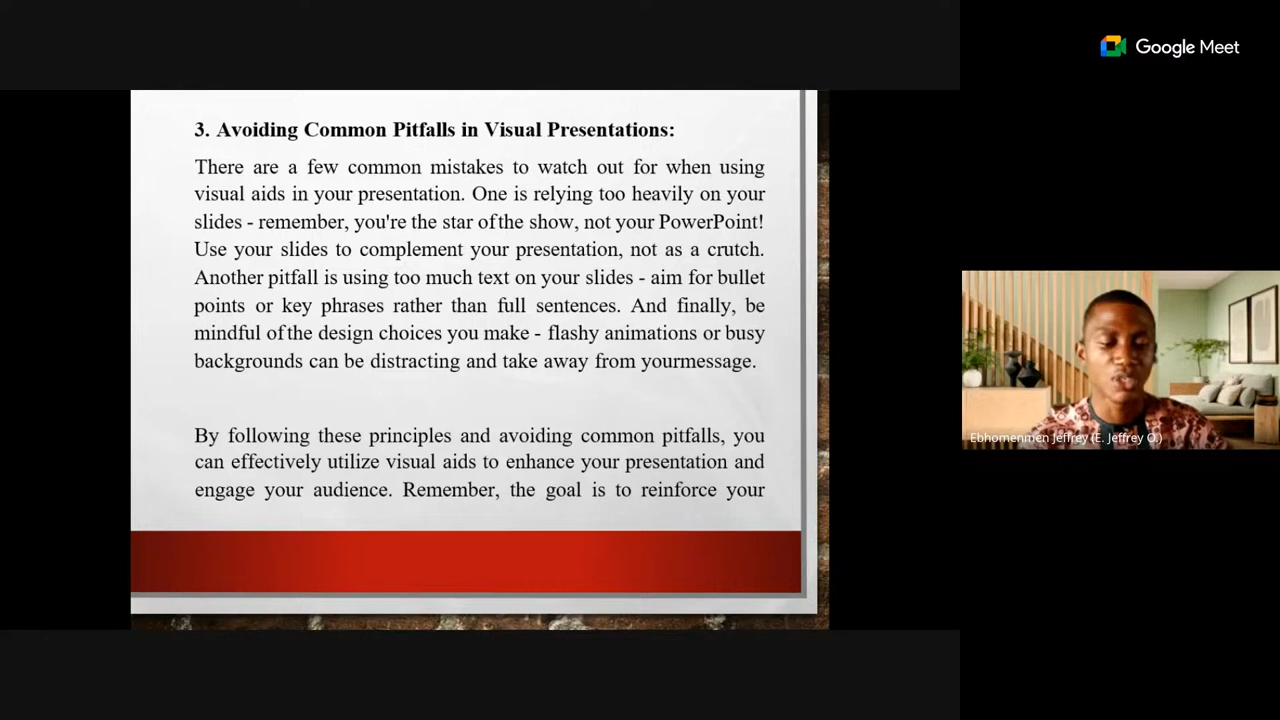 Google Meet
3. Avoiding Common Pitfalls in Visual Presentations:
There are a few common mistakes to watch out for when using
visual aids in your presentation. One is relying too heavily on your
slides - remember, you're the star ofthe show, not your PowerPoint!
Use your slides to complement your presentation, not as a crutch.
Another pitfall is using too much text on your slides - aim for bullet
points or key phrases rather than full sentences. And finally, be
mindful ofthe design choices you make - flashy animations or busy
backgrounds can be distracting and take away from yourmessage.
By following these principles and avoiding common pitfalls, you
can effectively utilize visual aids to enhance your presentation and
engage your audience. Remember, the goal is to reinforce your
Ebhomenmen Jeffrey (E. Jeffrey O.)